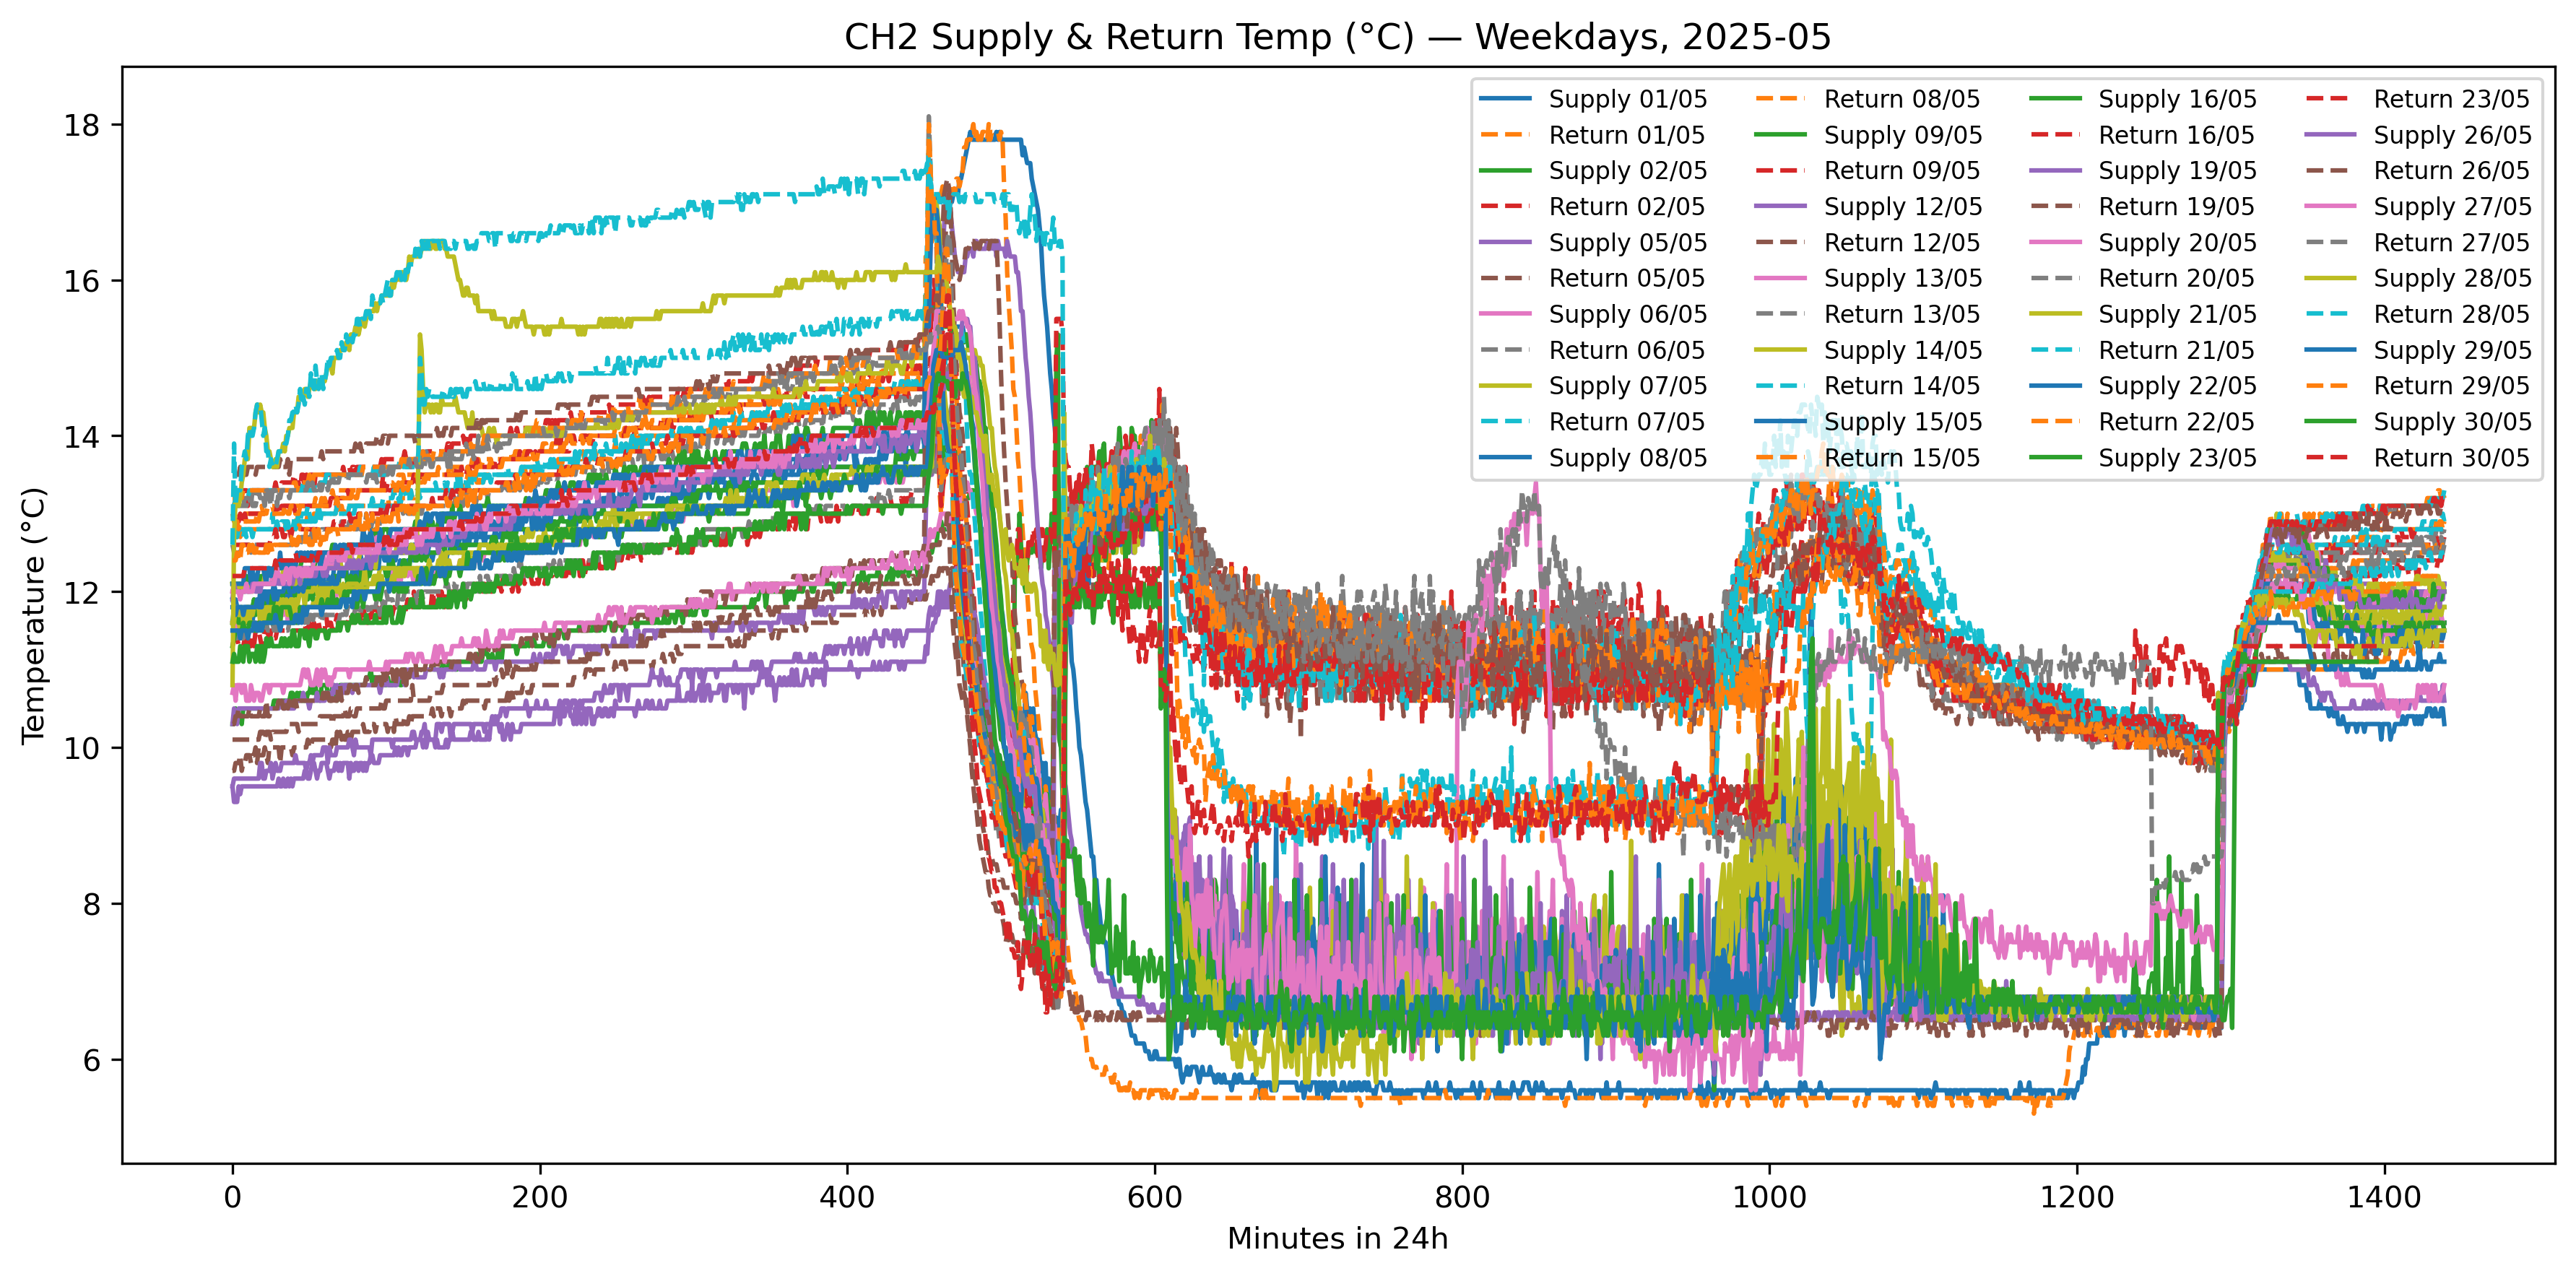 CH2 Supply & Return Temp (°C) — Weekdays, 2025-05
Temperature (°C)
18
16
14
12
10
8
6
0
200
400
600
800
1000
1200
1400
Minutes in 24h
Supply 01/05
Return 01/05
Supply 02/05
Return 02/05
Supply 05/05
Return 05/05
Supply 06/05
Return 06/05
Supply 07/05
Return 07/05
Supply 08/05
Return 08/05
Supply 09/05
Return 09/05
Supply 12/05
Return 12/05
Supply 13/05
Return 13/05
Supply 14/05
Return 14/05
Supply 15/05
Return 15/05
Supply 16/05
Return 16/05
Supply 19/05
Return 19/05
Supply 20/05
Return 20/05
Supply 21/05
Return 21/05
Supply 22/05
Return 22/05
Supply 23/05
Return 23/05
Supply 26/05
Return 26/05
Supply 27/05
Return 27/05
Supply 28/05
Return 28/05
Supply 29/05
Return 29/05
Supply 30/05
Return 30/05